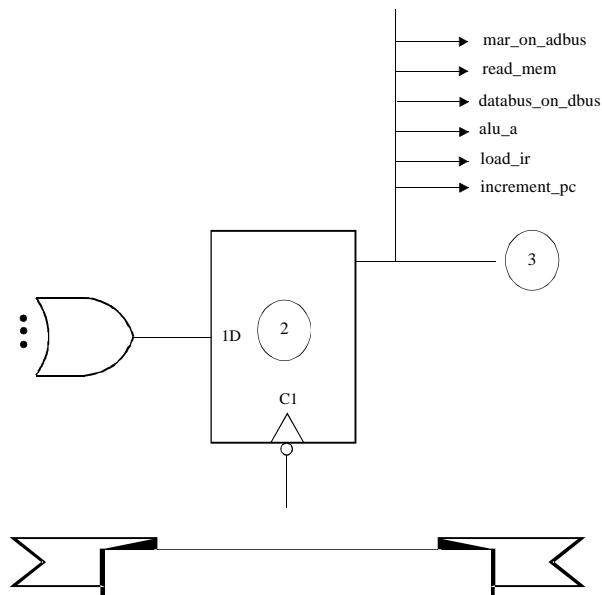 mar_on_adbus
read_mem
databus_on_dbus
alu_a
load_ir
increment_pc
3
1D
2
C1